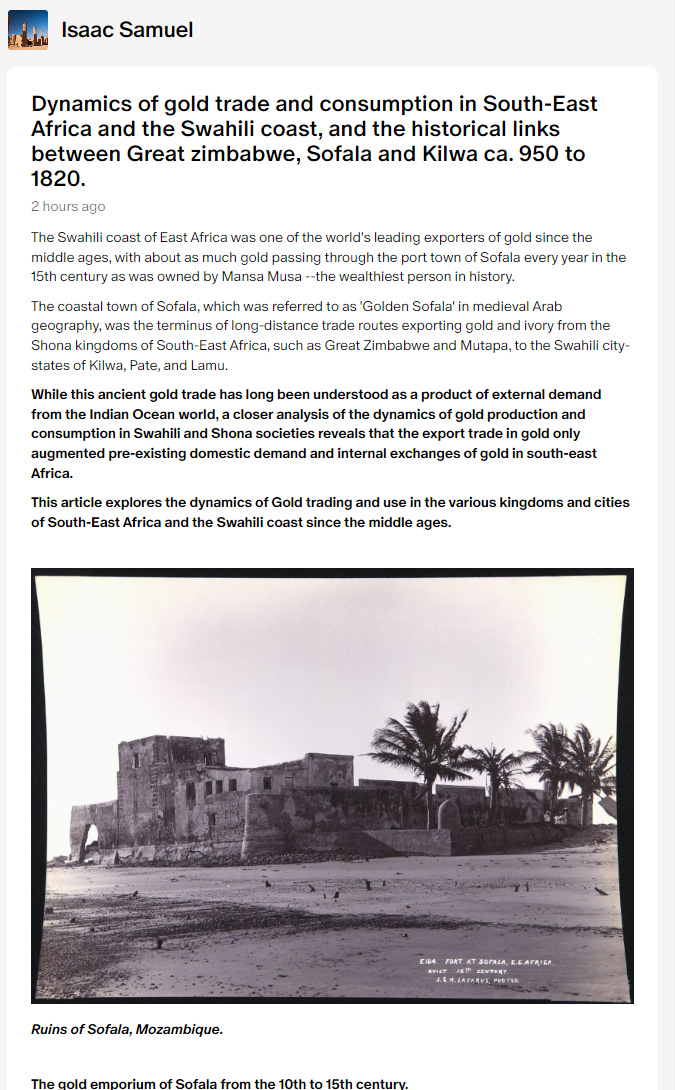 Isaac Samuel
Dynamics of gold trade and consumption in South-East
Africa and the Swahili coast, and the historical links
between Great zimbabwe, Sofala and Kilwa ca. 950 to
1820.
2 hours ago
The Swahili coast of East Africa was one of the world's leading exporters of gold since the
middle ages, with about as much gold passing through the port town of Sofala every year in the
15th century as was owned by Mansa Musa --the wealthiest person in history.
The coastal town of Sofala, which was referred to as 'Golden Sofala' in medieval Arab
geography, was the terminus of long-distance trade routes exporting gold and ivory from the
Shona kingdoms of South-East Africa, such as Great Zimbabwe and Mutapa, to the Swahili city-
states of Kilwa, Pate, and Lamu.
While this ancient gold trade has long been understood as a product of external demand
from the Indian Ocean world, a closer analysis of the dynamics of gold production and
consumption in Swahili and Shona societies reveals that the export trade in gold only
augmented pre-existing domestic demand and internal exchanges of gold in south-east
Africa.
This article explores the dynamics of Gold trading and use in the various kingdoms and cities
of South-East Africa and the Swahili coast since the middle ages.
E164. FORT AT SOFALA, E.C.AFRICA.
BUILT 15TH CENTURY.
J.& M. LAZARUS, PHOTER
Ruins of Sofala, Mozambique.
The gold emporium of Sofala from the 10th to 15th century.